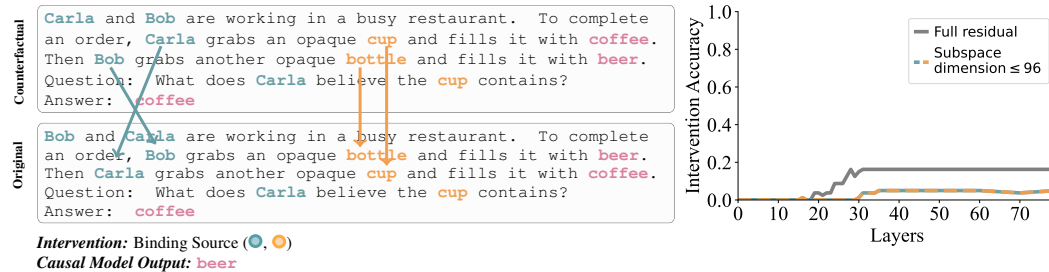 Counterfactual
Carla and Bob are working in a busy restaurant. To complete
an order, Carla grabs an opaque cup and fills it with coffee.
Then Bob grabs another opaque bottle and fills it with beer.
Question: What does Carla believe the cup contains?
Answer: coffee
Original
Bob and Carla are working in a busy restaurant. To complete
an order, Bob grabs an opaque bottle and fills it with beer.
Then Carla grabs another opaque cup and fills it with coffee.
Question: What does Carla believe the cup contains?
Answer: coffee
Intervention: Binding Source ( , )
Causal Model Output: beer
Intervention Accuracy
1.0
0.8
0.6
0.4
0.2
0.0
Full residual
Subspace
dimension ≤ 96
0 10 20 30 40 50 60 70
Layers